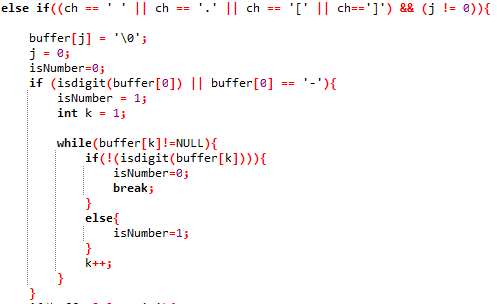 else if((ch == ' ' || ch == '.' || ch == '[' || ch==']') && (j != 0)){
buffer[j] = '\0';
j = 0;
isNumber=0;
if (isdigit(buffer[0]) || buffer[0] == '-'){
isNumber = 1;
int k = 1;
while(buffer[k]!=NULL){
if(!(isdigit(buffer[k]))){
isNumber=0;
break;
}
else{
isNumber=1;
}
k++;
}
}